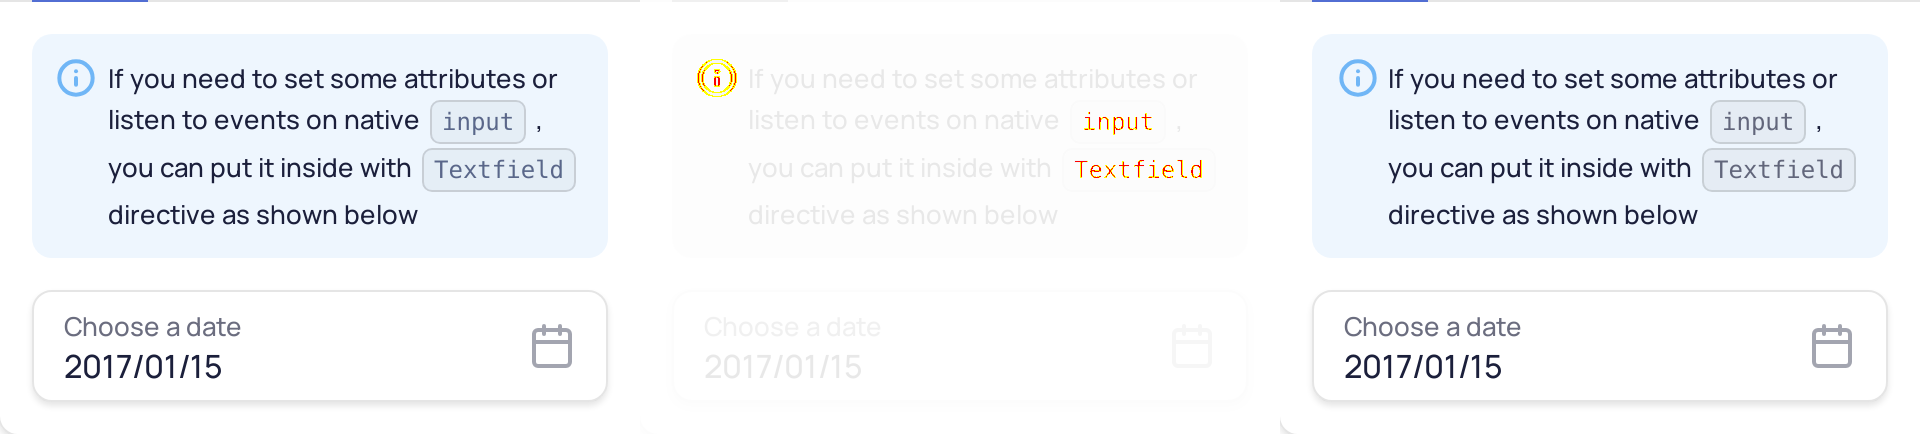 If you need to set some attributes or
listen to events on native input ,
you can put it inside with Textfield
directive as shown below
Choose a date
2017/01/15
If you need to set some attributes or
listen to events on native input ,
you can put it inside with Textfield
directive as shown below
Choose a date
2017/01/15
If you need to set some attributes or
listen to events on native input ,
you can put it inside with Textfield
directive as shown below
Choose a date
2017/01/15